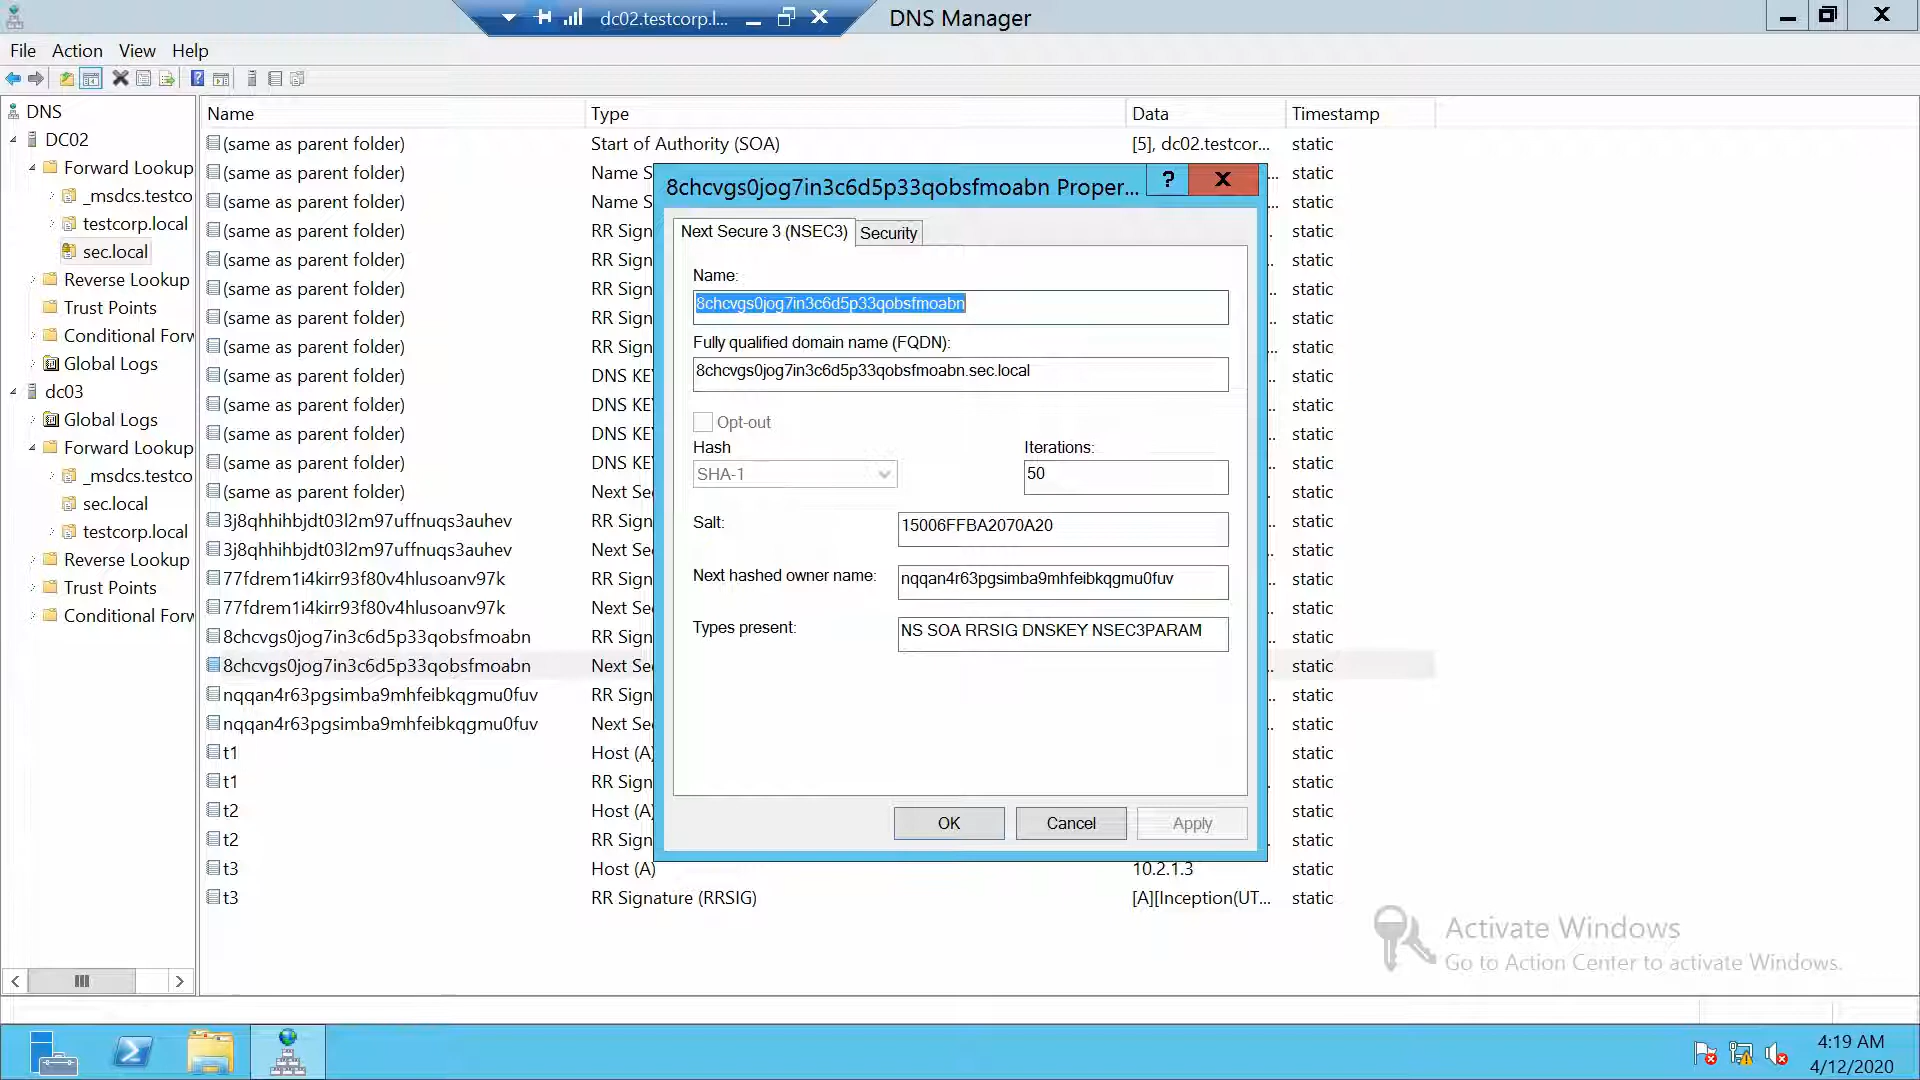 dc02.testcorp.l...
DNS Manager
File Action View Help
DNS
DC02
Forward Lookup
_msdcs.testco
testcorp.local
sec.local
Reverse Lookup
Trust Points
Conditional Forw
Global Logs
dc03
Global Logs
Forward Lookup
_msdcs.testco
sec.local
testcorp.local
Reverse Lookup
Trust Points
Conditional Forw
Name Type Data Timestamp
(same as parent folder) Start of Authority (SOA) [5], dc02.testcor... static
(same as parent folder) Name S ... static
(same as parent folder) Name S ... static
(same as parent folder) RR Sign . static
(same as parent folder) RR Sign .. static
(same as parent folder) RR Sign .. static
(same as parent folder) RR Sign .. static
(same as parent folder) RR Sign .. static
(same as parent folder) DNS KE ... static
(same as parent folder) DNS KE ... static
(same as parent folder) DNS KE ... static
(same as parent folder) DNS KE ... static
(same as parent folder) Next Se .. static
3j8qhhihbjdt03l2m97uffnuqs3auhev RR Sign .. static
3j8qhhihbjdt03l2m97uffnuqs3auhev Next Se . static
77fdrem1i4kirr93f80v4hlusoanv97k RR Sign .. static
77fdrem1i4kirr93f80v4hlusoanv97k Next Se . static
8chcvgs0jog7in3c6d5p33qobsfmoabn RR Sign .. static
8chcvgs0jog7in3c6d5p33qobsfmoabn Next Se . static
nqqan4r63pgsimba9mhfeibkqgmu0fuv RR Sign .. static
nqqan4r63pgsimba9mhfeibkqgmu0fuv Next Se . static
t1 Host (A) static
t1 RR Sign . static
t2 Host (A) static
t2 RR Sign . static
t3 Host (A) 10.2.1.3 static
t3 RR Signature (RRSIG) [A][Inception(UT... static
8chcvgs0jog7in3c6d5p33qobsfmoabn Proper... ?
Next Secure 3 (NSEC3) Security
Name:
8chcvgs0jog7in3c6d5p33qobsfmoabn
Fully qualified domain name (FQDN):
8chcvgs0jog7in3c6d5p33qobsfmoabn.sec.local
Opt-out
Hash Iterations:
SHA-1 50
Salt: 15006FFBA2070A20
Next hashed owner name: nqqan4r63pgsimba9mhfeibkqgmu0fuv
Types present: NS SOA RRSIG DNSKEY NSEC3PARAM
OK Cancel Apply
Activate Windows
Go to Action Center to activate Windows.
4:19 AM
4/12/2020